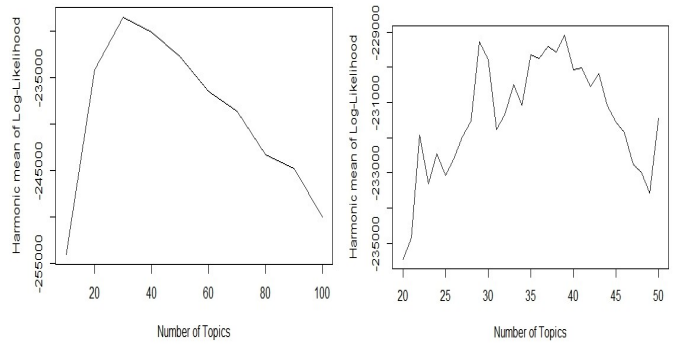 Harmonic mean of Log-Likelihood
-235000
-245000
-255000
20 40 60 80 100
Number of Topics
Harmonic mean of Log-Likelihood
-229000
-231000
-233000
-235000
20 25 30 35 40 45 50
Number of Topics